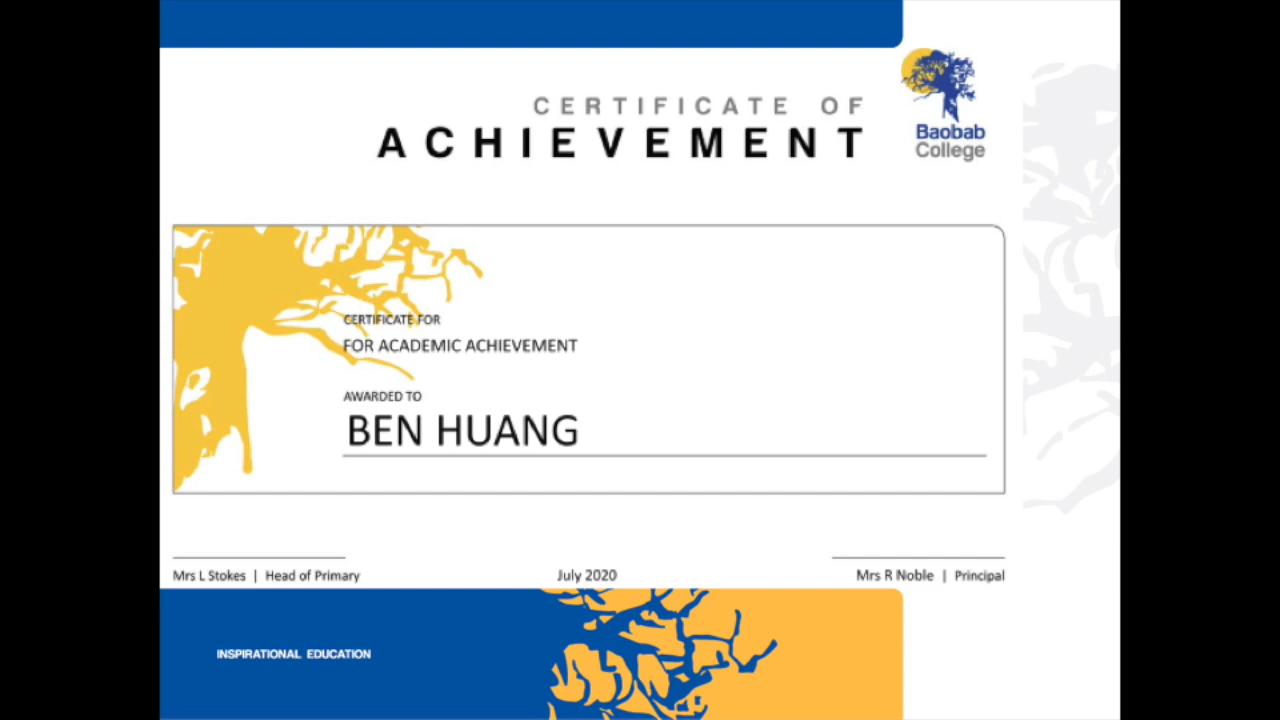 CERTIFICATE OF
ACHIEVEMENT
Baobab
College
CERTIFICATE FOR
FOR ACADEMIC ACHIEVEMENT
AWARDED TO
BEN HUANG
Mrs L Stokes | Head of Primary
July 2020
Mrs R Noble | Principal
INSPIRATIONAL EDUCATION